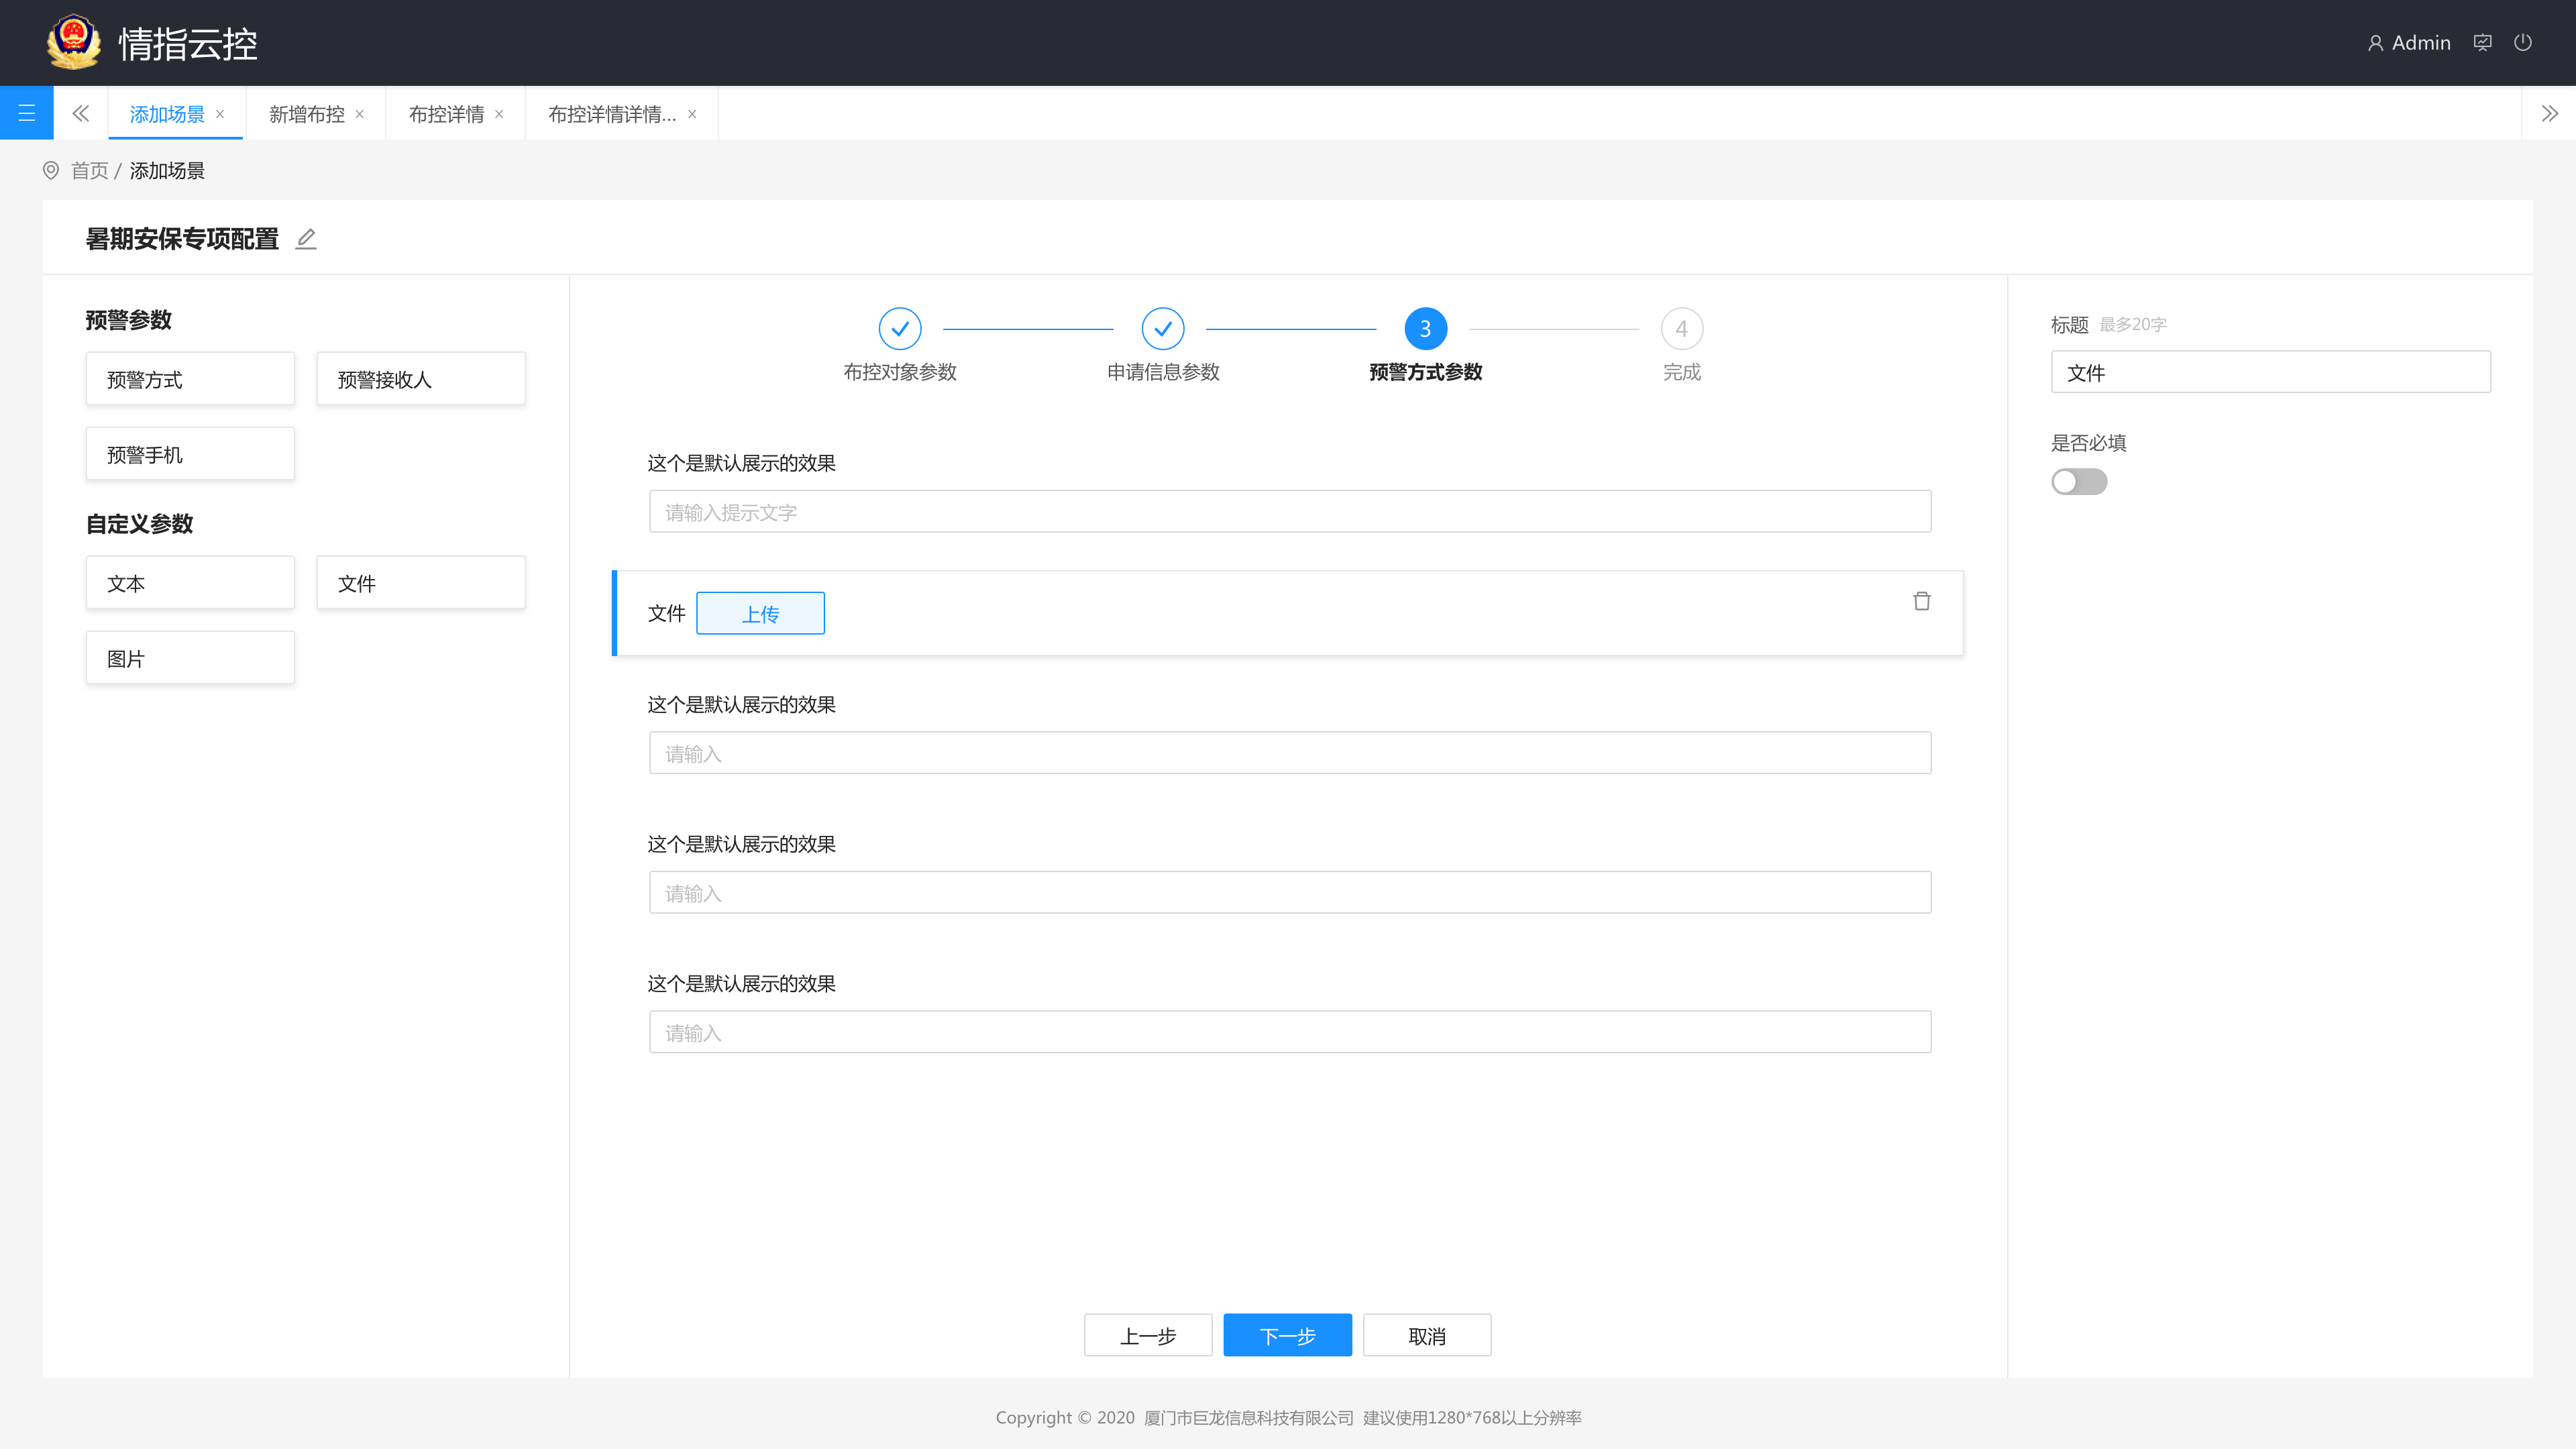 情指云控
Admin
添加场景
新增布控
布控详情
布控详情详情...
首页 / 添加场景
暑期安保专项配置
预警参数
预警方式
预警接收人
预警手机
自定义参数
文本
文件
图片
3
4
布控对象参数
申请信息参数
预警方式参数
完成
这个是默认展示的效果
请输入提示文字
文件
上传
这个是默认展示的效果
请输入
这个是默认展示的效果
请输入
这个是默认展示的效果
请输入
上一步
下一步
取消
标题 最多20字
文件
是否必填
Copyright © 2020 厦门市巨龙信息科技有限公司 建议使用1280*768以上分辨率